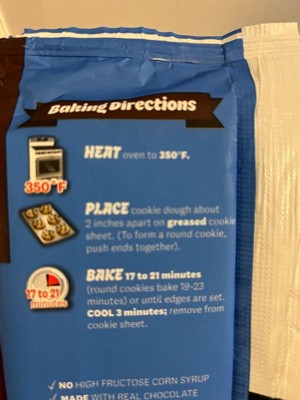 Baking Directions
HEAT oven to 350°F.
350°F
PLACE cookie dough about
2 inches apart on greased cookie
sheet. (To form a round cookie,
push ends together).
BAKE 17 to 21 minutes
(round cookies bake 19-23
minutes) or until edges are set.
COOL 3 minutes; remove from
cookie sheet.
17 to 21
minutes
✓ NO HIGH FRUCTOSE CORN SYRUP
✓ MADE WITH REAL CHOCOLATE